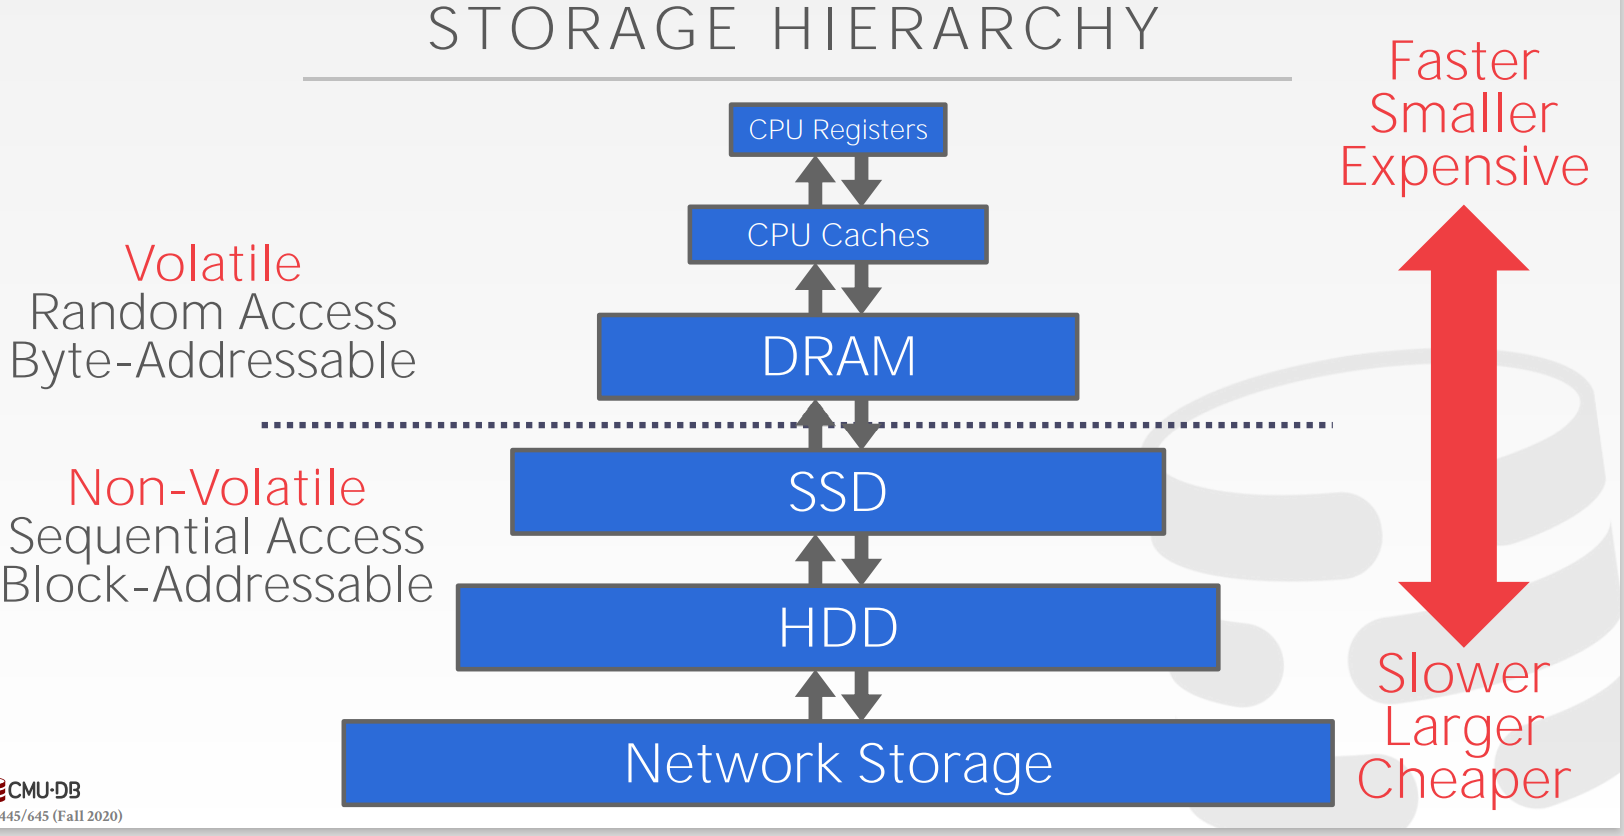 STORAGE HIERARCHY
Faster
Smaller
Expensive
CPU Registers
CPU Caches
Volatile
Random Access
Byte-Addressable
DRAM
Non-Volatile
Sequential Access
Block-Addressable
SSD
HDD
Network Storage
Slower
Larger
Cheaper
CMU·DB
445/645 (Fall 2020)